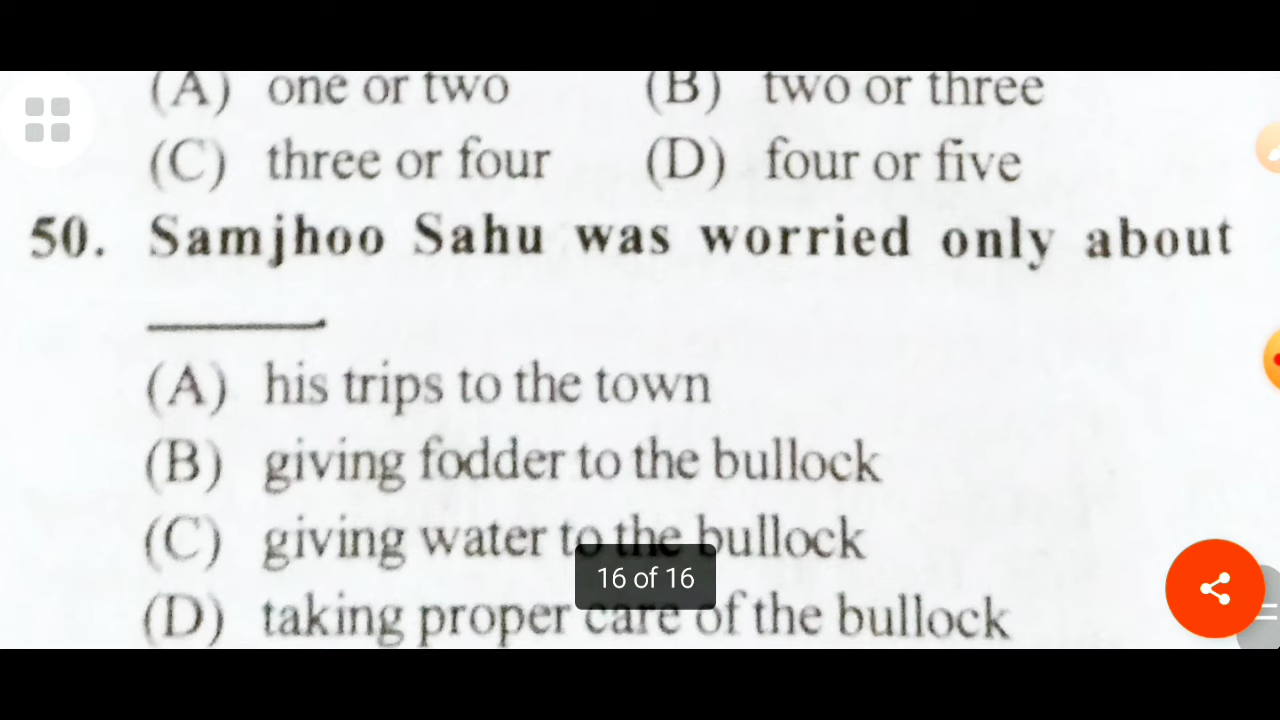 (A) one or two (B) two or three
(C) three or four (D) four or five
50. Samjhoo Sahu was worried only about
(A) his trips to the town
(B) giving fodder to the bullock
(C) giving water to the bullock
16 of 16
(D) taking proper care of the bullock